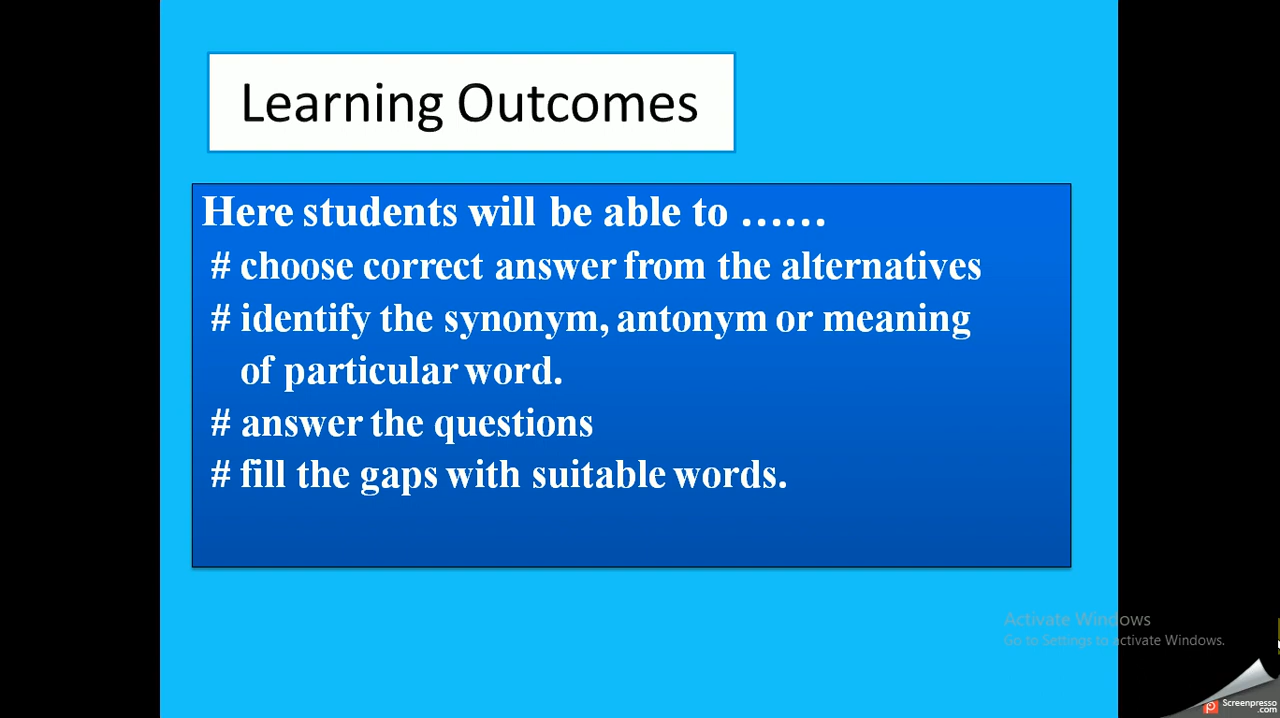 Learning Outcomes
Here students will be able to ......
# choose correct answer from the alternatives
# identify the synonym, antonym or meaning
of particular word.
# answer the questions
# fill the gaps with suitable words.
Activate Windows
Go to Settings to activate Windows.
Screenpresso
.com